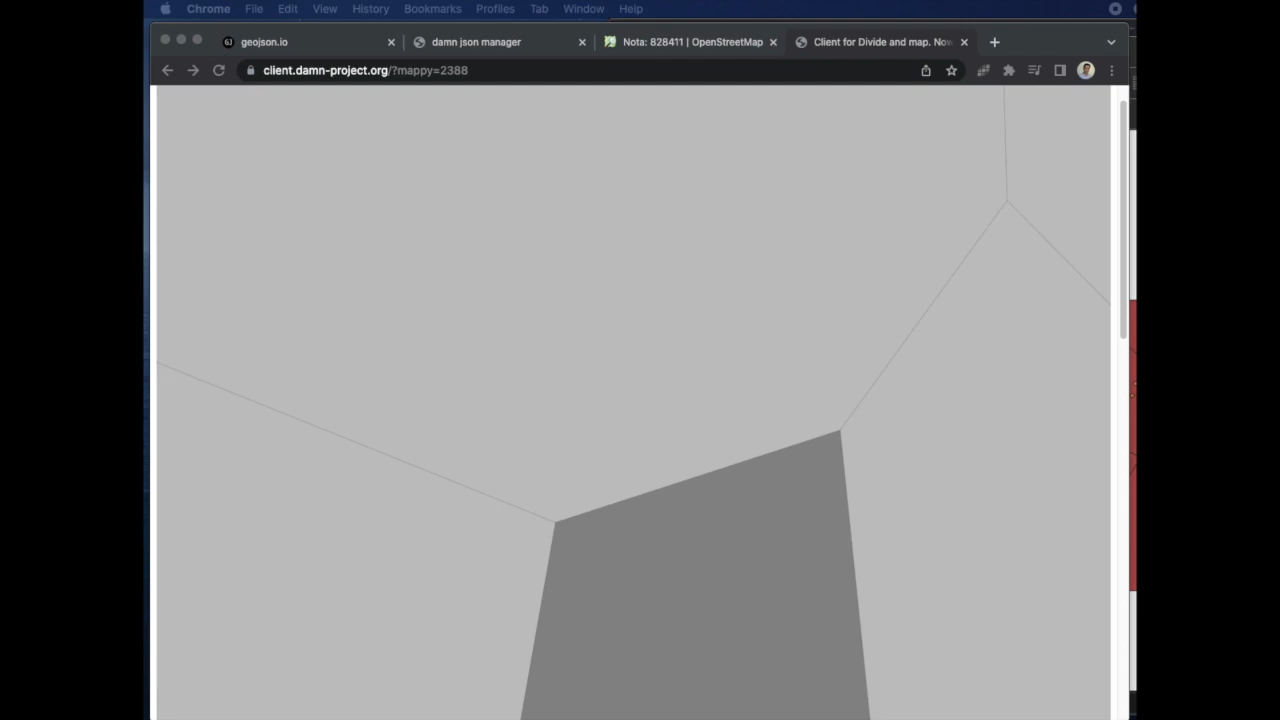 Chrome File Edit View History Bookmarks Profiles Tab Window Help
geojson.io damn json manager Nota: 828411 | OpenStreetMap Client for Divide and map. Now
client.damn-project.org/?mappy=2388